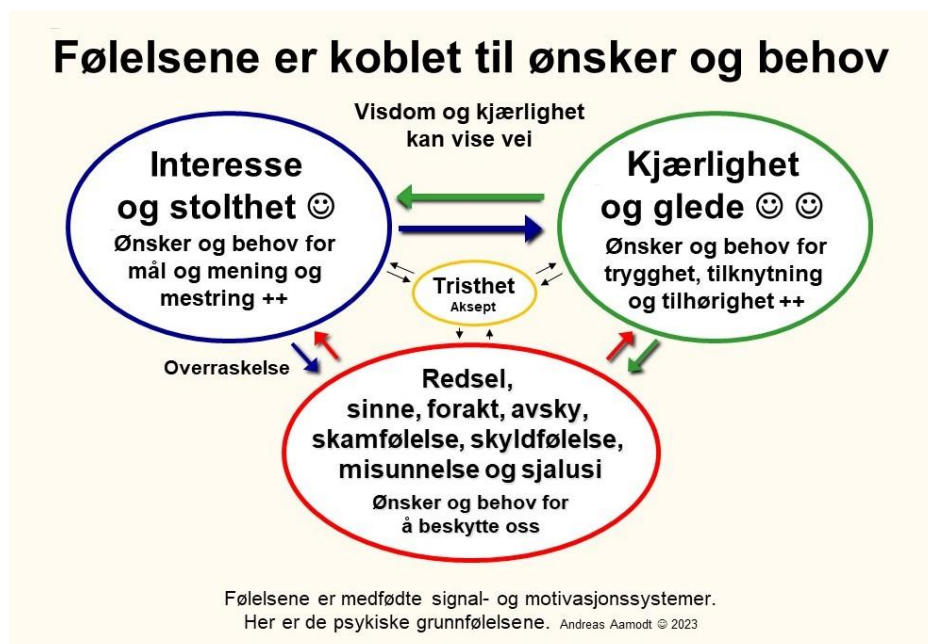 Følelsene er koblet til ønsker og behov
Visdom og kjærlighet
kan vise vei
Interesse
og stolthet ☺
Ønsker og behov for
mål og mening og
mestring ++
Kjærlighet
og glede ☺ ☺
Ønsker og behov for
trygghet, tilknytning
og tilhørighet ++
Tristhet
Aksept
Overraskelse
Redsel,
sinne, forakt, avsky,
skamfølelse, skyldfølelse,
misunnelse og sjalusi
Ønsker og behov for
å beskytte oss
Følelsene er medfødte signal- og motivasjonssystemer.
Her er de psykiske grunnfølelsene. Andreas Aamodt © 2023